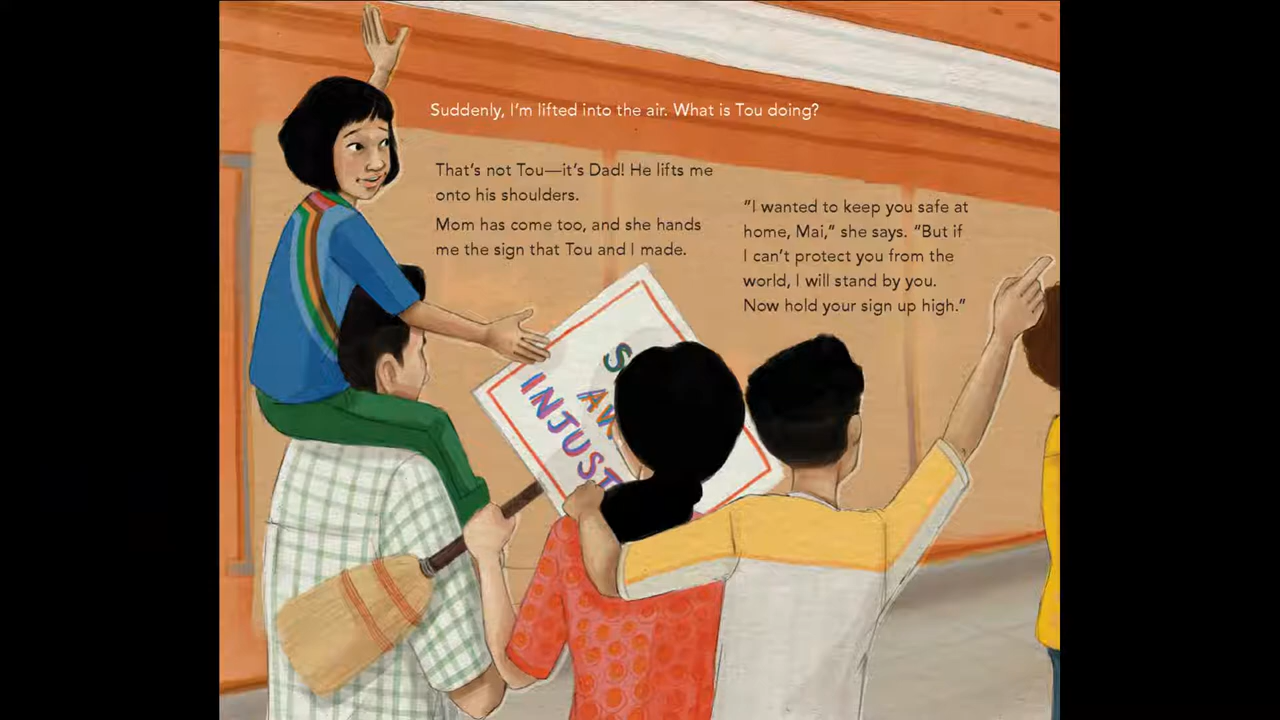 Suddenly, I'm lifted into the air. What is Tou doing?
That's not Tou—it's Dad! He lifts me
onto his shoulders.
Mom has come too, and she hands
me the sign that Tou and I made.
"I wanted to keep you safe at
home, Mai," she says. "But if
I can't protect you from the
world, I will stand by you.
Now hold your sign up high."
S
AW
INJUST